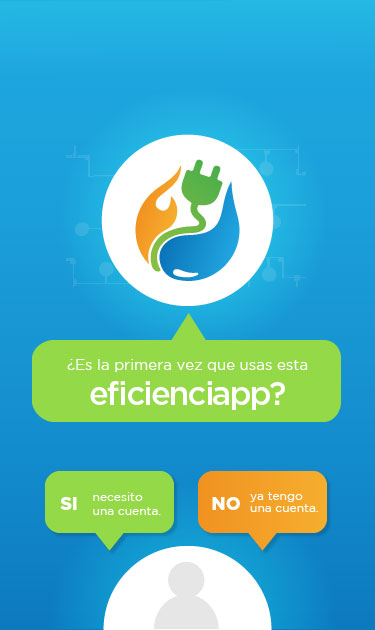 ¿Es la primera vez que usas esta
eficienciapp?
SI necesito
una cuenta.
NO ya tengo
una cuenta.